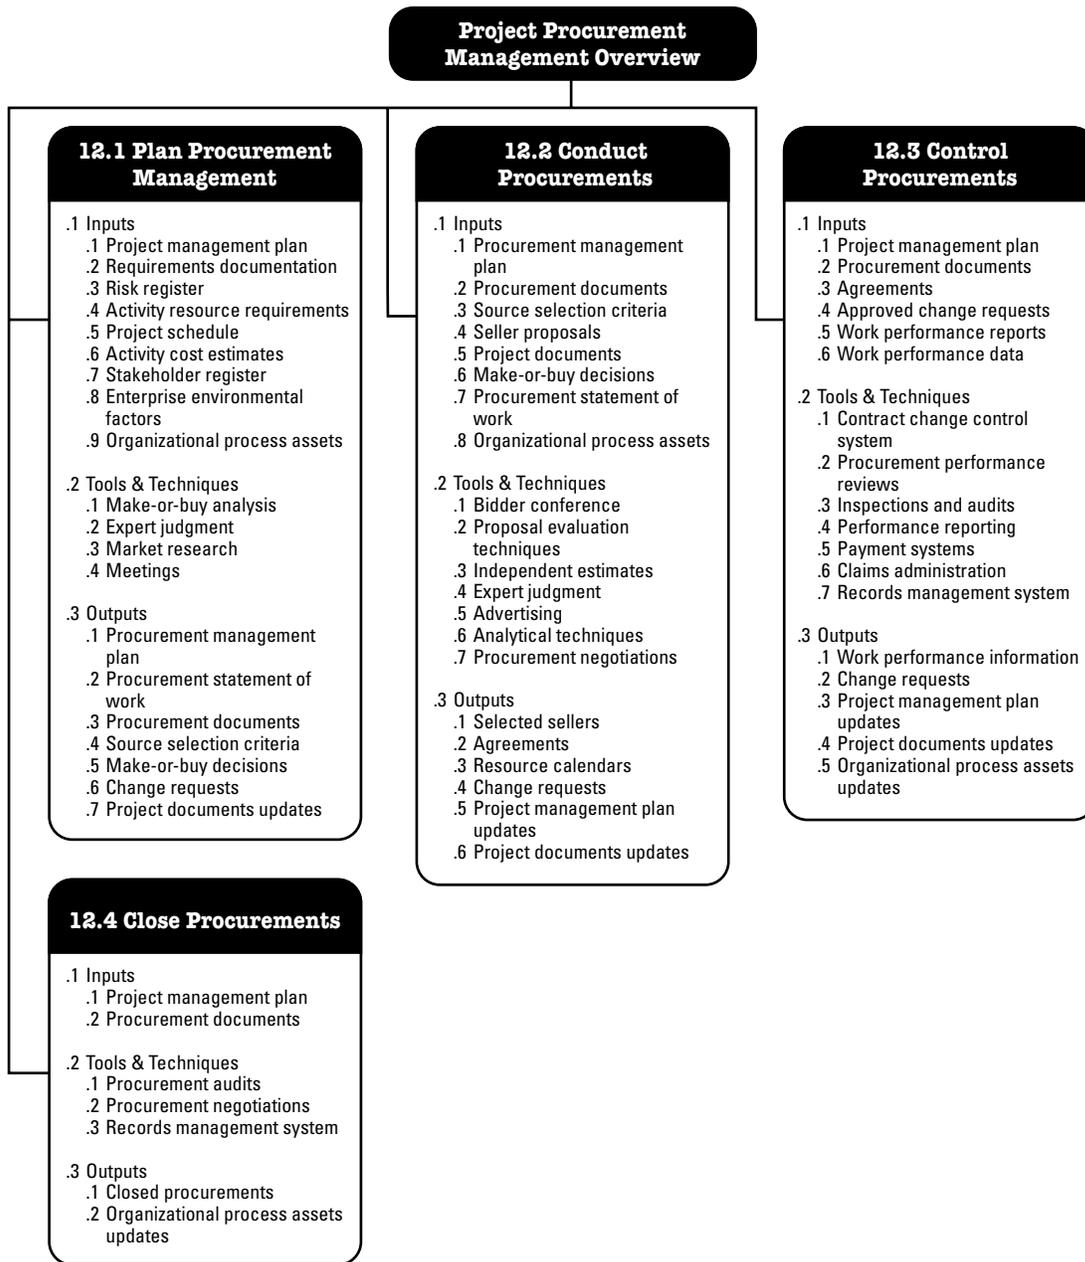 Project Procurement
Management Overview
12.1 Plan Procurement
Management
.1 Inputs
.1 Project management plan
.2 Requirements documentation
.3 Risk register
.4 Activity resource requirements
.5 Project schedule
.6 Activity cost estimates
.7 Stakeholder register
.8 Enterprise environmental
factors
.9 Organizational process assets
.2 Tools & Techniques
.1 Make-or-buy analysis
.2 Expert judgment
.3 Market research
.4 Meetings
.3 Outputs
.1 Procurement management
plan
.2 Procurement statement of
work
.3 Procurement documents
.4 Source selection criteria
.5 Make-or-buy decisions
.6 Change requests
.7 Project documents updates
12.2 Conduct
Procurements
.1 Inputs
.1 Procurement management
plan
.2 Procurement documents
.3 Source selection criteria
.4 Seller proposals
.5 Project documents
.6 Make-or-buy decisions
.7 Procurement statement of
work
.8 Organizational process assets
.2 Tools & Techniques
.1 Bidder conference
.2 Proposal evaluation
techniques
.3 Independent estimates
.4 Expert judgment
.5 Advertising
.6 Analytical techniques
.7 Procurement negotiations
.3 Outputs
.1 Selected sellers
.2 Agreements
.3 Resource calendars
.4 Change requests
.5 Project management plan
updates
.6 Project documents updates
12.3 Control
Procurements
.1 Inputs
.1 Project management plan
.2 Procurement documents
.3 Agreements
.4 Approved change requests
.5 Work performance reports
.6 Work performance data
.2 Tools & Techniques
.1 Contract change control
system
.2 Procurement performance
reviews
.3 Inspections and audits
.4 Performance reporting
.5 Payment systems
.6 Claims administration
.7 Records management system
.3 Outputs
.1 Work performance information
.2 Change requests
.3 Project management plan
updates
.4 Project documents updates
.5 Organizational process assets
updates
12.4 Close Procurements
.1 Inputs
.1 Project management plan
.2 Procurement documents
.2 Tools & Techniques
.1 Procurement audits
.2 Procurement negotiations
.3 Records management system
.3 Outputs
.1 Closed procurements
.2 Organizational process assets
updates